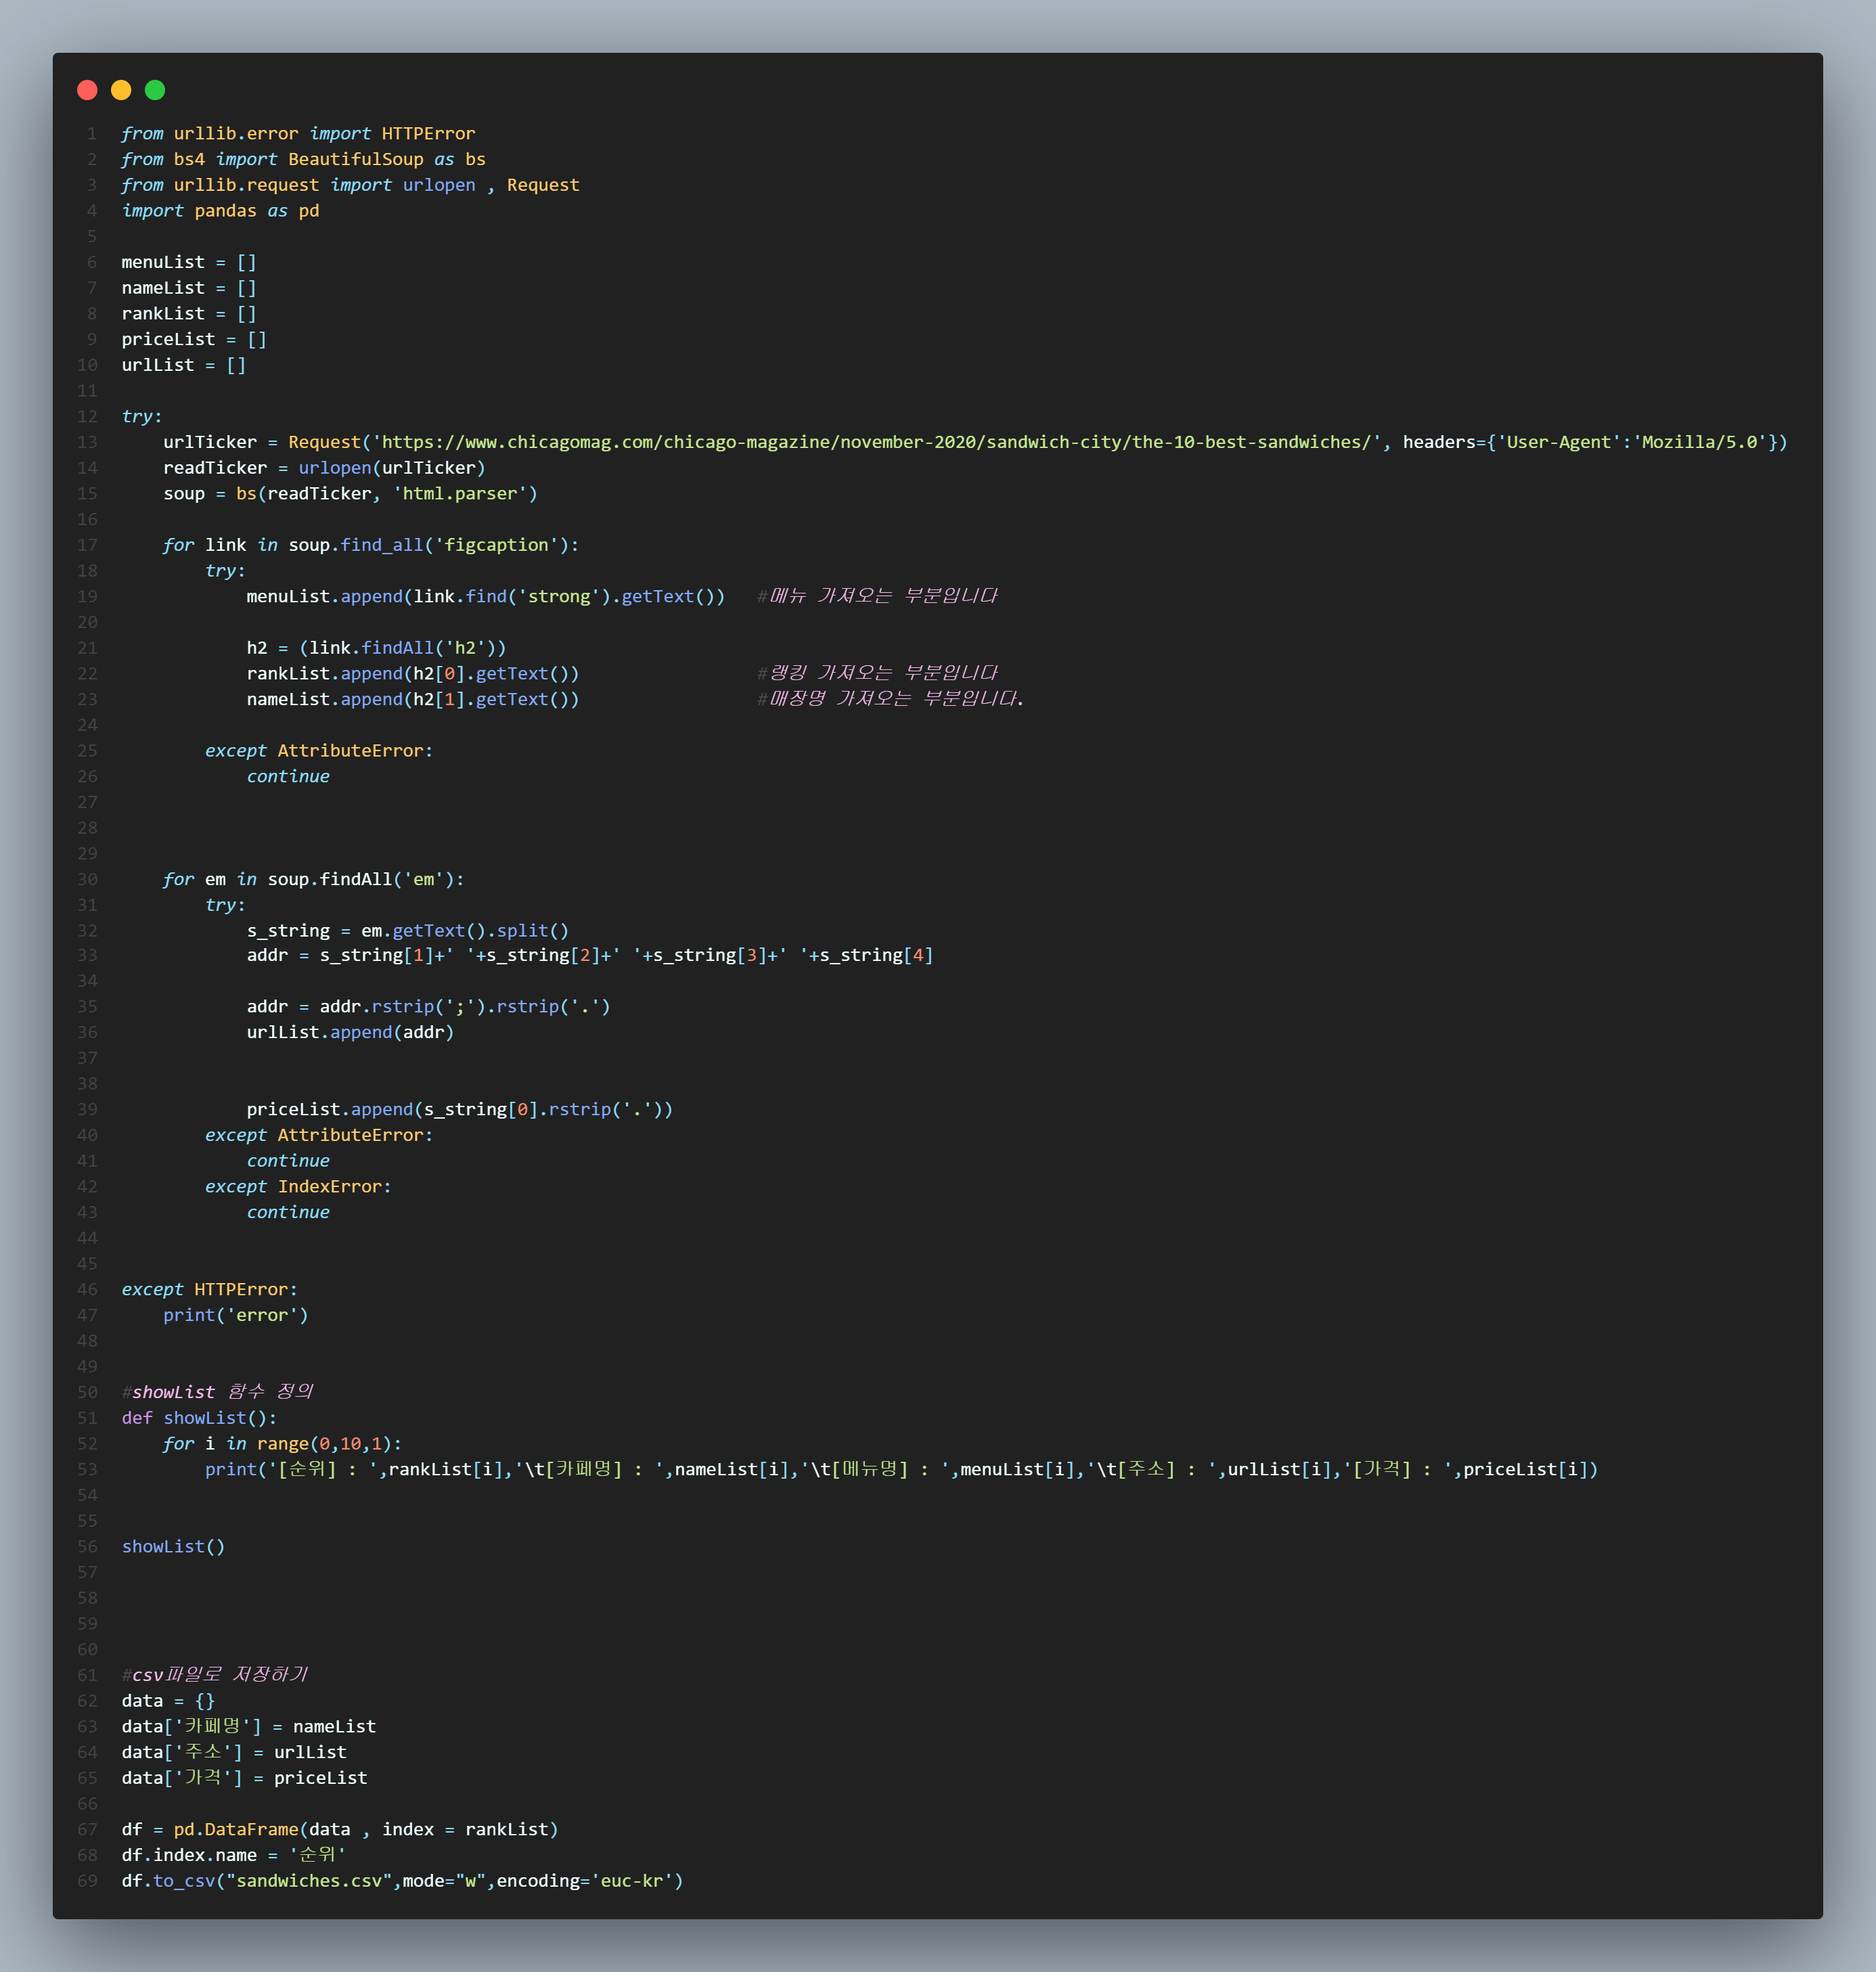 1 from urllib.error import HTTPError
2 from bs4 import BeautifulSoup as bs
3 from urllib.request import urlopen , Request
4 import pandas as pd
5
6 menuList = []
7 nameList = []
8 rankList = []
9 priceList = []
10 urlList = []
11
12 try:
13     urlTicker = Request('https://www.chicagomag.com/chicago-magazine/november-2020/sandwich-city/the-10-best-sandwiches/', headers={'User-Agent':'Mozilla/5.0'})
14     readTicker = urlopen(urlTicker)
15     soup = bs(readTicker, 'html.parser')
16
17     for link in soup.find_all('figcaption'):
18         try:
19             menuList.append(link.find('strong').getText())   #메뉴 가져오는 부분입니다
20
21             h2 = (link.findAll('h2'))
22             rankList.append(h2[0].getText())                 #랭킹 가져오는 부분입니다
23             nameList.append(h2[1].getText())                 #매장명 가져오는 부분입니다.
24
25         except AttributeError:
26             continue
27
28
29
30     for em in soup.findAll('em'):
31         try:
32             s_string = em.getText().split()
33             addr = s_string[1]+' '+s_string[2]+' '+s_string[3]+' '+s_string[4]
34
35             addr = addr.rstrip(';').rstrip('.')
36             urlList.append(addr)
37
38
39             priceList.append(s_string[0].rstrip('.'))
40         except AttributeError:
41             continue
42         except IndexError:
43             continue
44
45
46 except HTTPError:
47     print('error')
48
49
50 #showList 함수 정의
51 def showList():
52     for i in range(0,10,1):
53         print('[순위] : ',rankList[i],'\t[카페명] : ',nameList[i],'\t[메뉴명] : ',menuList[i],'\t[주소] : ',urlList[i],'[가격] : ',priceList[i])
54
55
56 showList()
57
58
59
60
61 #csv파일로 저장하기
62 data = {}
63 data['카페명'] = nameList
64 data['주소'] = urlList
65 data['가격'] = priceList
66
67 df = pd.DataFrame(data , index = rankList)
68 df.index.name = '순위'
69 df.to_csv("sandwiches.csv",mode="w",encoding='euc-kr')